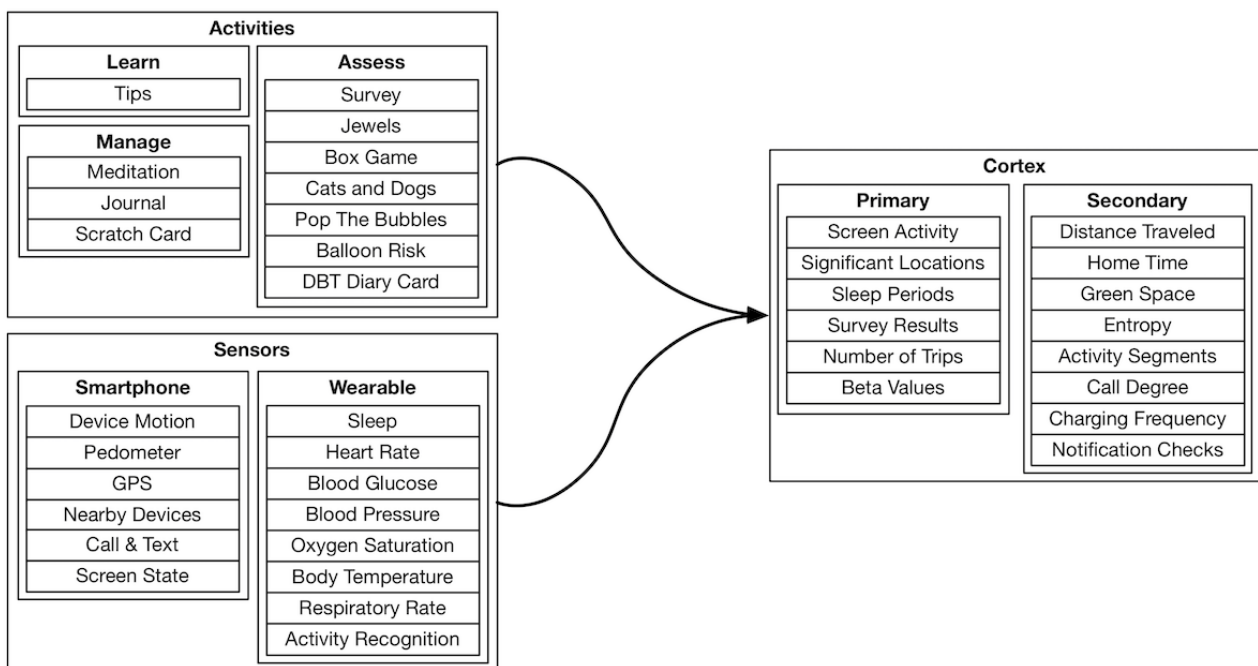 Activities
Learn
Tips
Manage
Meditation
Journal
Scratch Card
Assess
Survey
Jewels
Box Game
Cats and Dogs
Pop The Bubbles
Balloon Risk
DBT Diary Card
Sensors
Smartphone
Device Motion
Pedometer
GPS
Nearby Devices
Call & Text
Screen State
Wearable
Sleep
Heart Rate
Blood Glucose
Blood Pressure
Oxygen Saturation
Body Temperature
Respiratory Rate
Activity Recognition
Cortex
Primary
Screen Activity
Significant Locations
Sleep Periods
Survey Results
Number of Trips
Beta Values
Secondary
Distance Traveled
Home Time
Green Space
Entropy
Activity Segments
Call Degree
Charging Frequency
Notification Checks